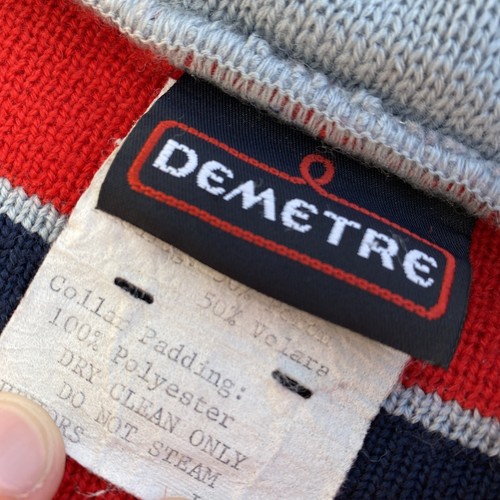 DEMETRE
50% Volara
Collar Padding:
100% Polyester
DRY CLEAN ONLY
DO NOT STEAM